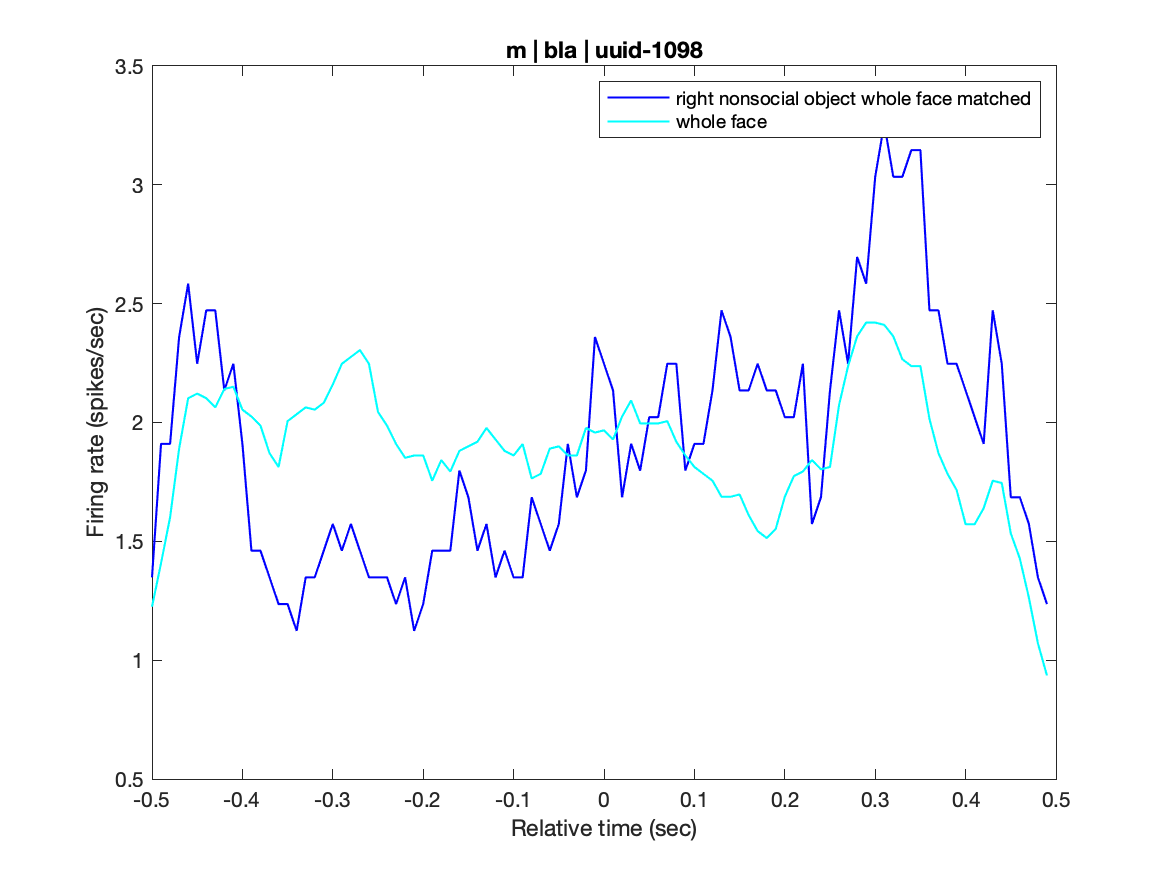 m | bla | uuid-1098
right nonsocial object whole face matched
whole face
Firing rate (spikes/sec)
3.5
3
2.5
2
1.5
1
0.5
-0.5 -0.4 -0.3 -0.2 -0.1 0 0.1 0.2 0.3 0.4 0.5
Relative time (sec)